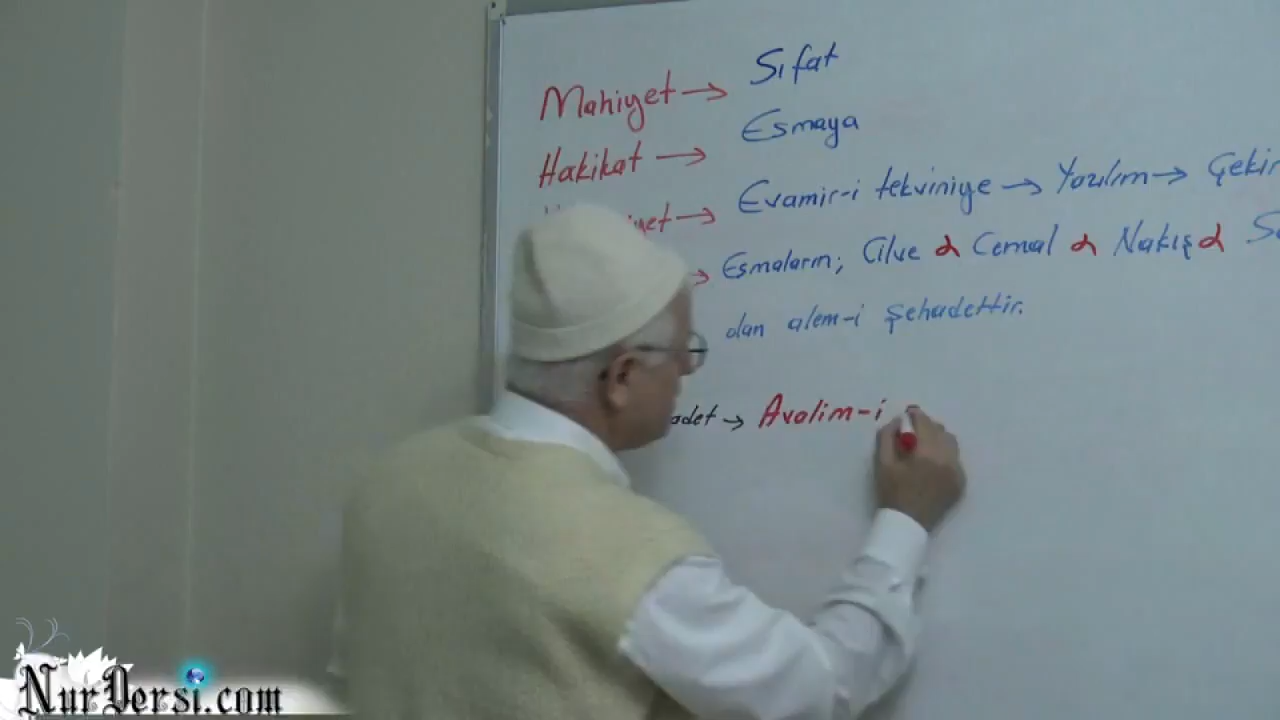 Mahiyet → Sıfat
Hakikat → Esmaya
→ Evamir-i tekviniye → Yazılım → Çekir
→ Esmaların; Cilve & Cemal & Nakış &
olan alem-i şehadettir.
adet → Avalim-i
NurDersi.com